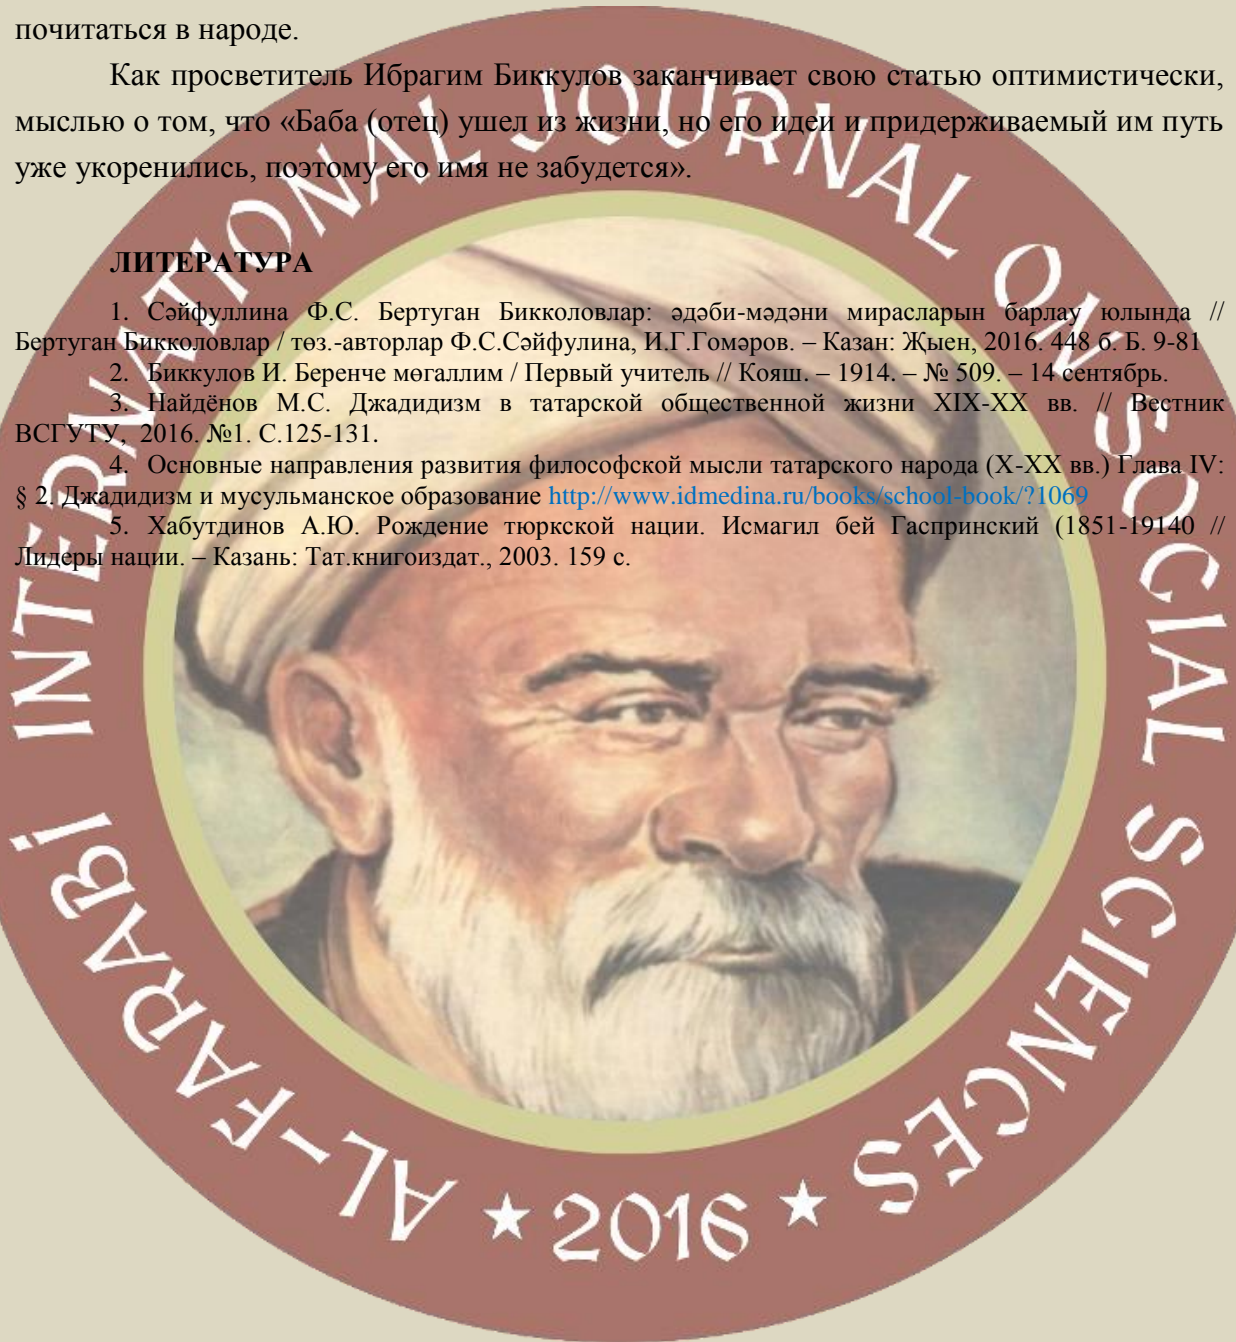 почитаться в народе.
Как просветитель Ибрагим Биккулов заканчивает свою статью оптимистически,
мыслью о том, что «Баба (отец) ушел из жизни, но его идеи и придерживаемый им путь
уже укоренились, поэтому его имя не забудется».
ЛИТЕРАТУРА
1. Сәйфуллина Ф.С. Бертуган Бикколовлар: әдәби-мәдәни мирасларын барлау юлында //
Бертуган Бикколовлар / төз.-авторлар Ф.С.Сәйфулина, И.Г.Гомәров. – Казан: Җыен, 2016. 448 б. Б. 9-81
2. Биккулов И. Беренче мөгаллим / Первый учитель // Кояш. – 1914. – № 509. – 14 сентябрь.
3. Найдёнов М.С. Джадидизм в татарской общественной жизни XIX-XX вв. // Вестник
ВСГУТУ, 2016. №1. С.125-131.
4. Основные направления развития философской мысли татарского народа (X-XX вв.) Глава IV:
§ 2. Джадидизм и мусульманское образование http://www.idmedina.ru/books/school-book/?1069
5. Хабутдинов А.Ю. Рождение тюркской нации. Исмагил бей Гаспринский (1851-19140 //
Лидеры нации. – Казань: Тат.книгоиздат., 2003. 159 с.
AL-FARABİ INTERNATIONAL JOURNAL ON SOCIAL SCIENCES
★ 2016 ★